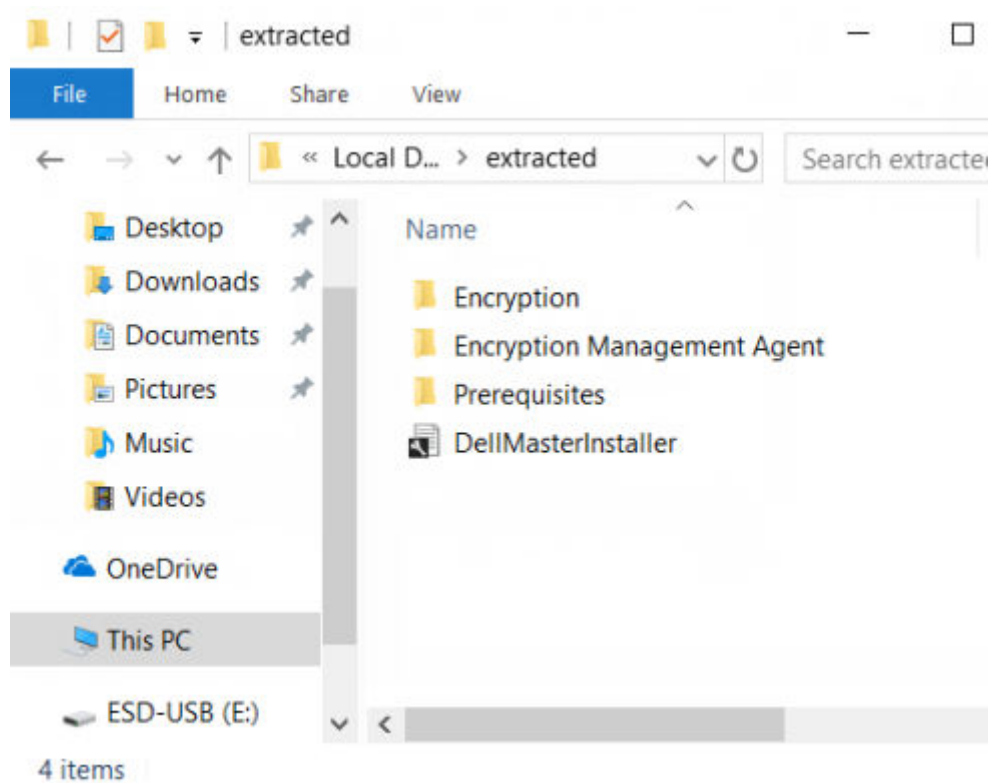 extracted
File Home Share View
« Local D... > extracted Search extracted
Name
Desktop
Downloads
Documents
Pictures
Music
Videos
OneDrive
This PC
ESD-USB (E:)
Encryption
Encryption Management Agent
Prerequisites
DellMasterInstaller
4 items